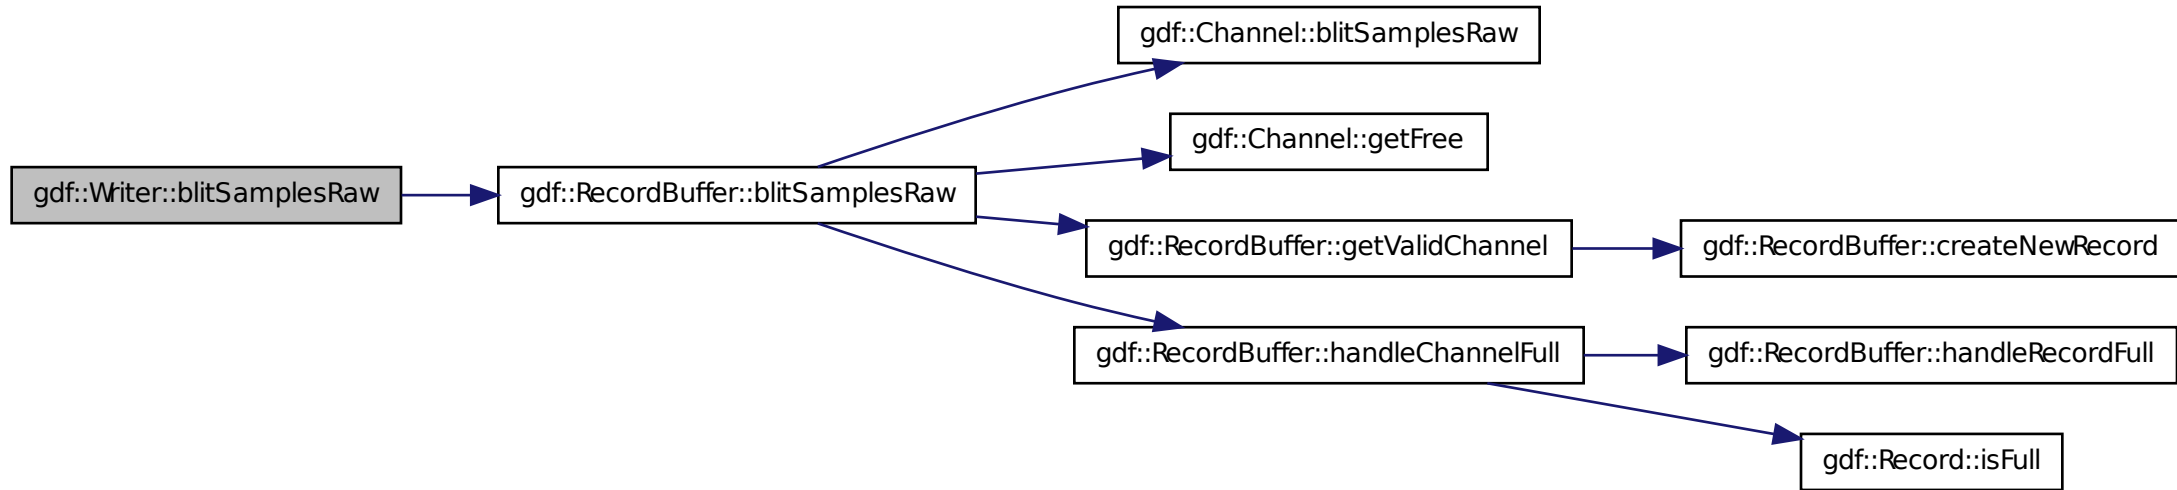 gdf::Channel::blitSamplesRaw
gdf::Channel::getFree
gdf::Writer::blitSamplesRaw
gdf::RecordBuffer::blitSamplesRaw
gdf::RecordBuffer::getValidChannel
gdf::RecordBuffer::createNewRecord
gdf::RecordBuffer::handleChannelFull
gdf::RecordBuffer::handleRecordFull
gdf::Record::isFull